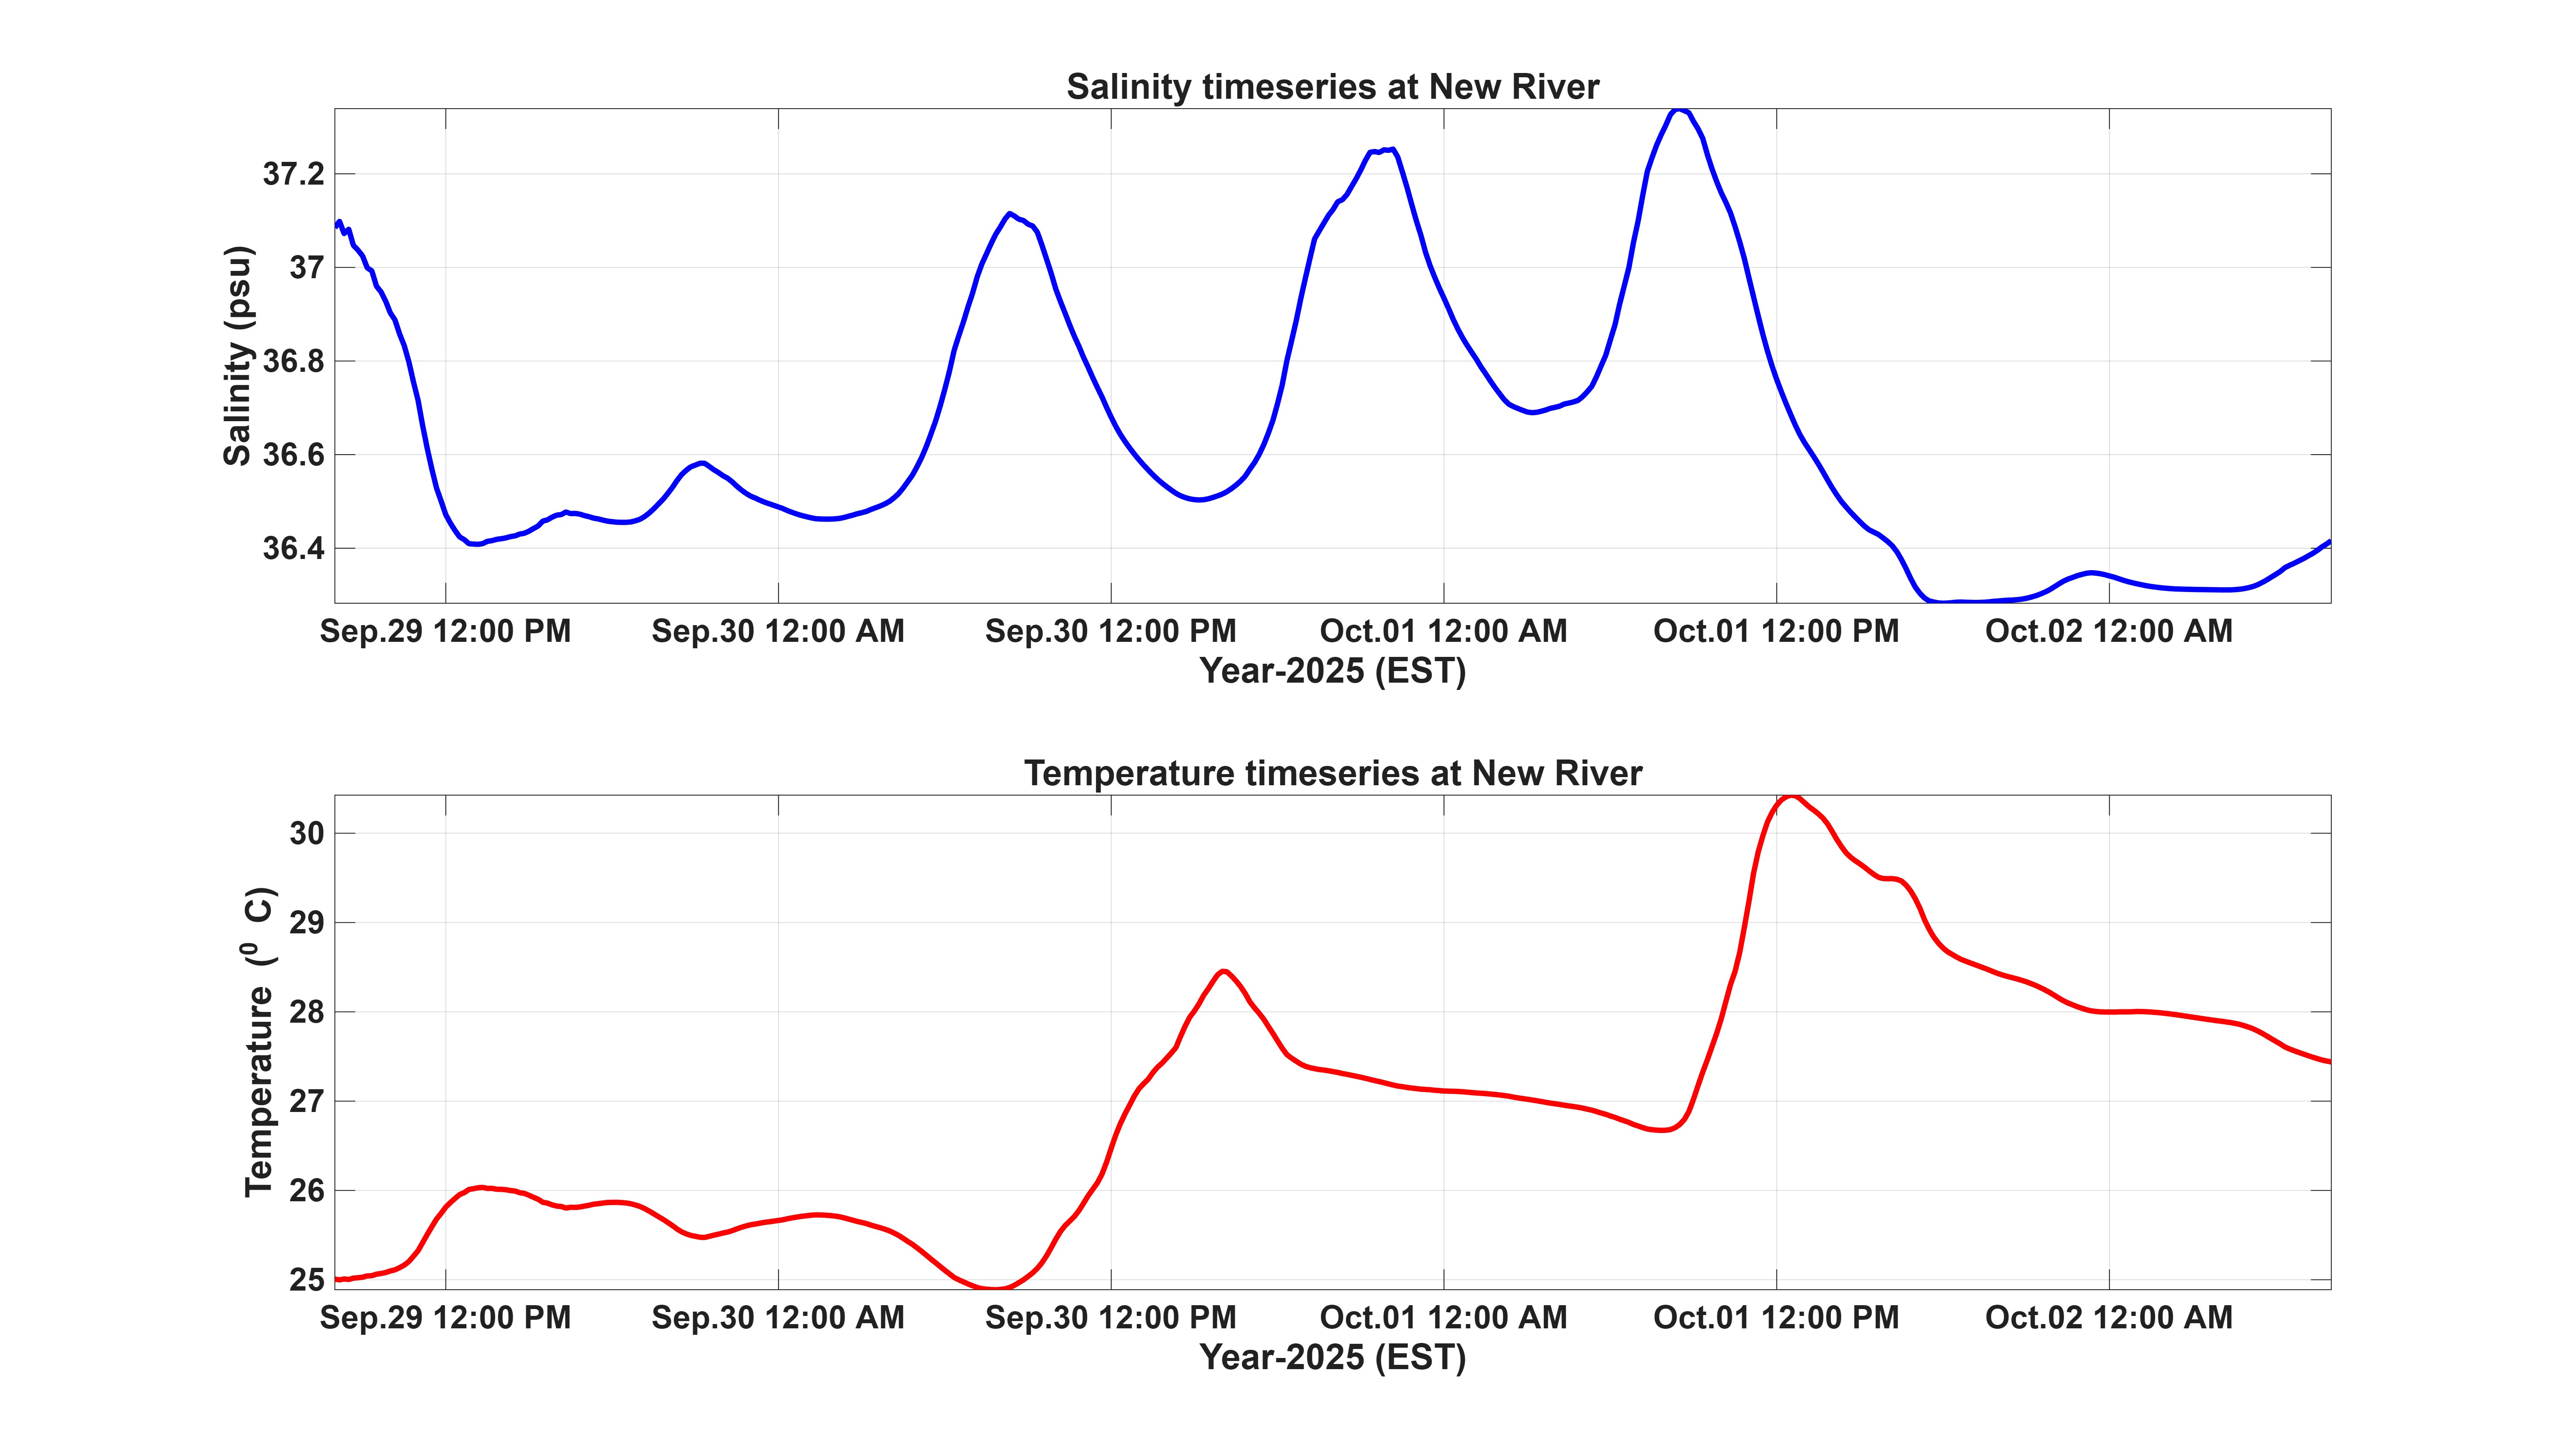 Salinity timeseries at New River
Salinity (psu)
37.2
37
36.8
36.6
36.4
Sep.29 12:00 PM Sep.30 12:00 AM Sep.30 12:00 PM Oct.01 12:00 AM Oct.01 12:00 PM Oct.02 12:00 AM
Year-2025 (EST)
Temperature timeseries at New River
Temperature (⁰ C)
30
29
28
27
26
25
Sep.29 12:00 PM Sep.30 12:00 AM Sep.30 12:00 PM Oct.01 12:00 AM Oct.01 12:00 PM Oct.02 12:00 AM
Year-2025 (EST)